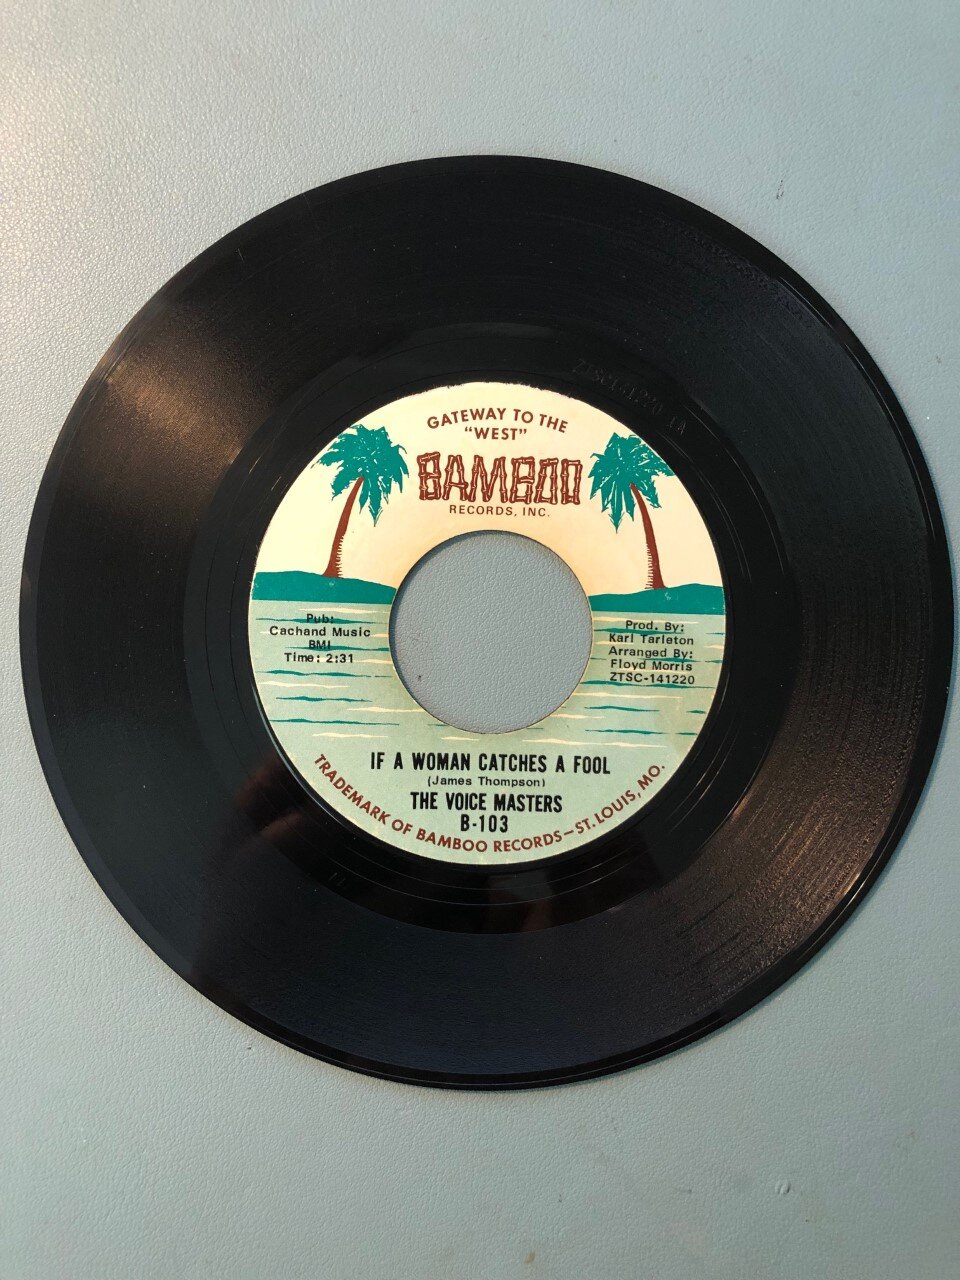 ZTSC141220 1A
GATEWAY TO THE
"WEST"
BAMBOO
RECORDS, INC.
Pub:
Cachand Music
BMI
Time: 2:31
Prod. By:
Karl Tarleton
Arranged By:
Floyd Morris
ZTSC-141220
IF A WOMAN CATCHES A FOOL
(James Thompson)
THE VOICE MASTERS
B-103
TRADEMARK OF BAMBOO RECORDS—ST. LOUIS, MO.